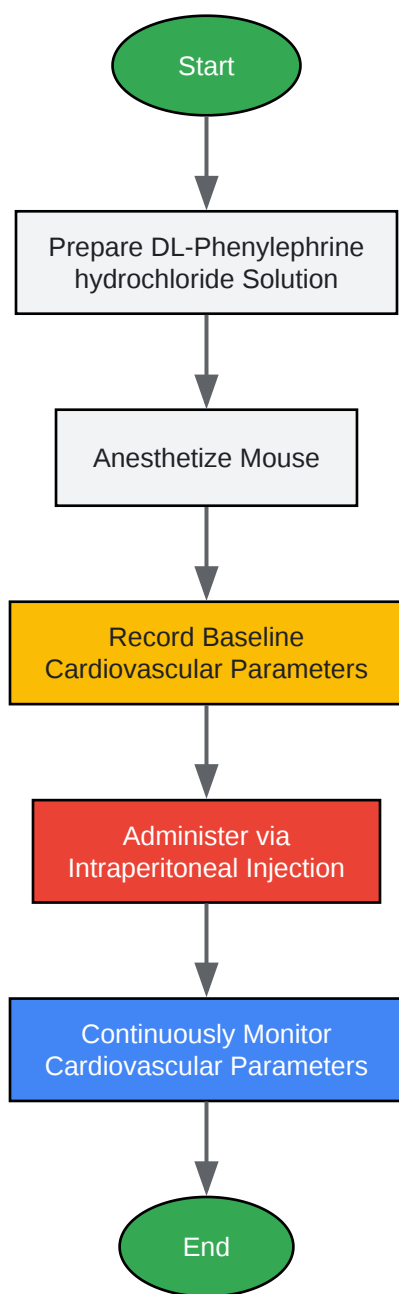 Start
Prepare DL-Phenylephrine
hydrochloride Solution
Anesthetize Mouse
Record Baseline
Cardiovascular Parameters
Administer via
Intraperitoneal Injection
Continuously Monitor
Cardiovascular Parameters
End